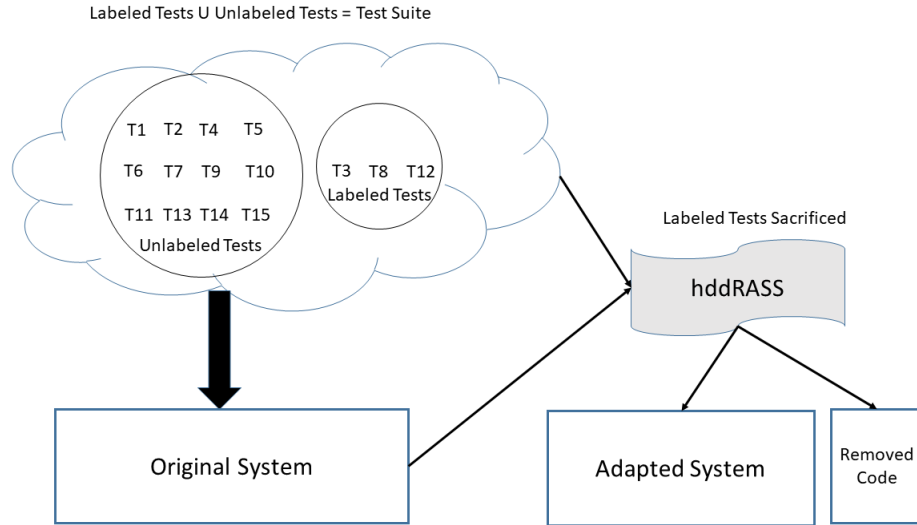 Labeled Tests U Unlabeled Tests = Test Suite
T1 T2 T4 T5
T6 T7 T9 T10
T11 T13 T14 T15
Unlabeled Tests
T3 T8 T12
Labeled Tests
Labeled Tests Sacrificed
hddRASS
Original System
Adapted System
Removed
Code